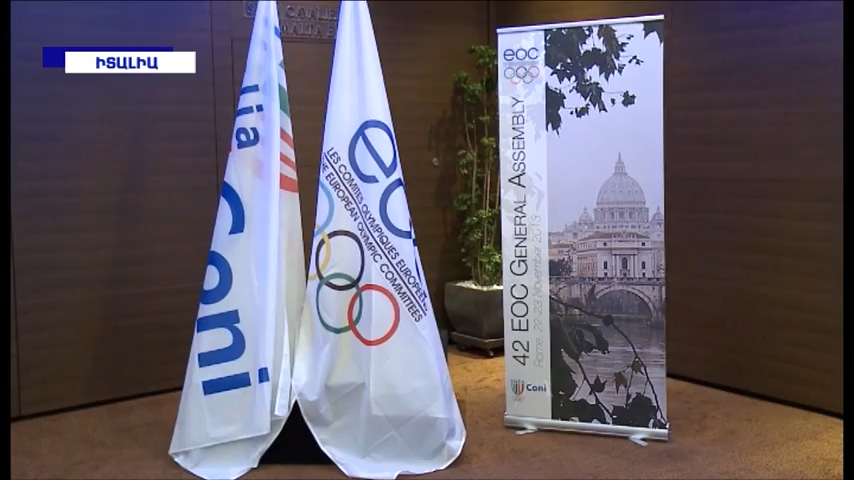 ԻՏԱԼԻԱ
lia
Coni
eoc
LES COMITÉS OLYMPIQUES EUROPÉENS
THE EUROPEAN OLYMPIC COMMITTEES
eoc
42 EOC GENERAL ASSEMBLY
Rome 22-23 November 2013
Coni